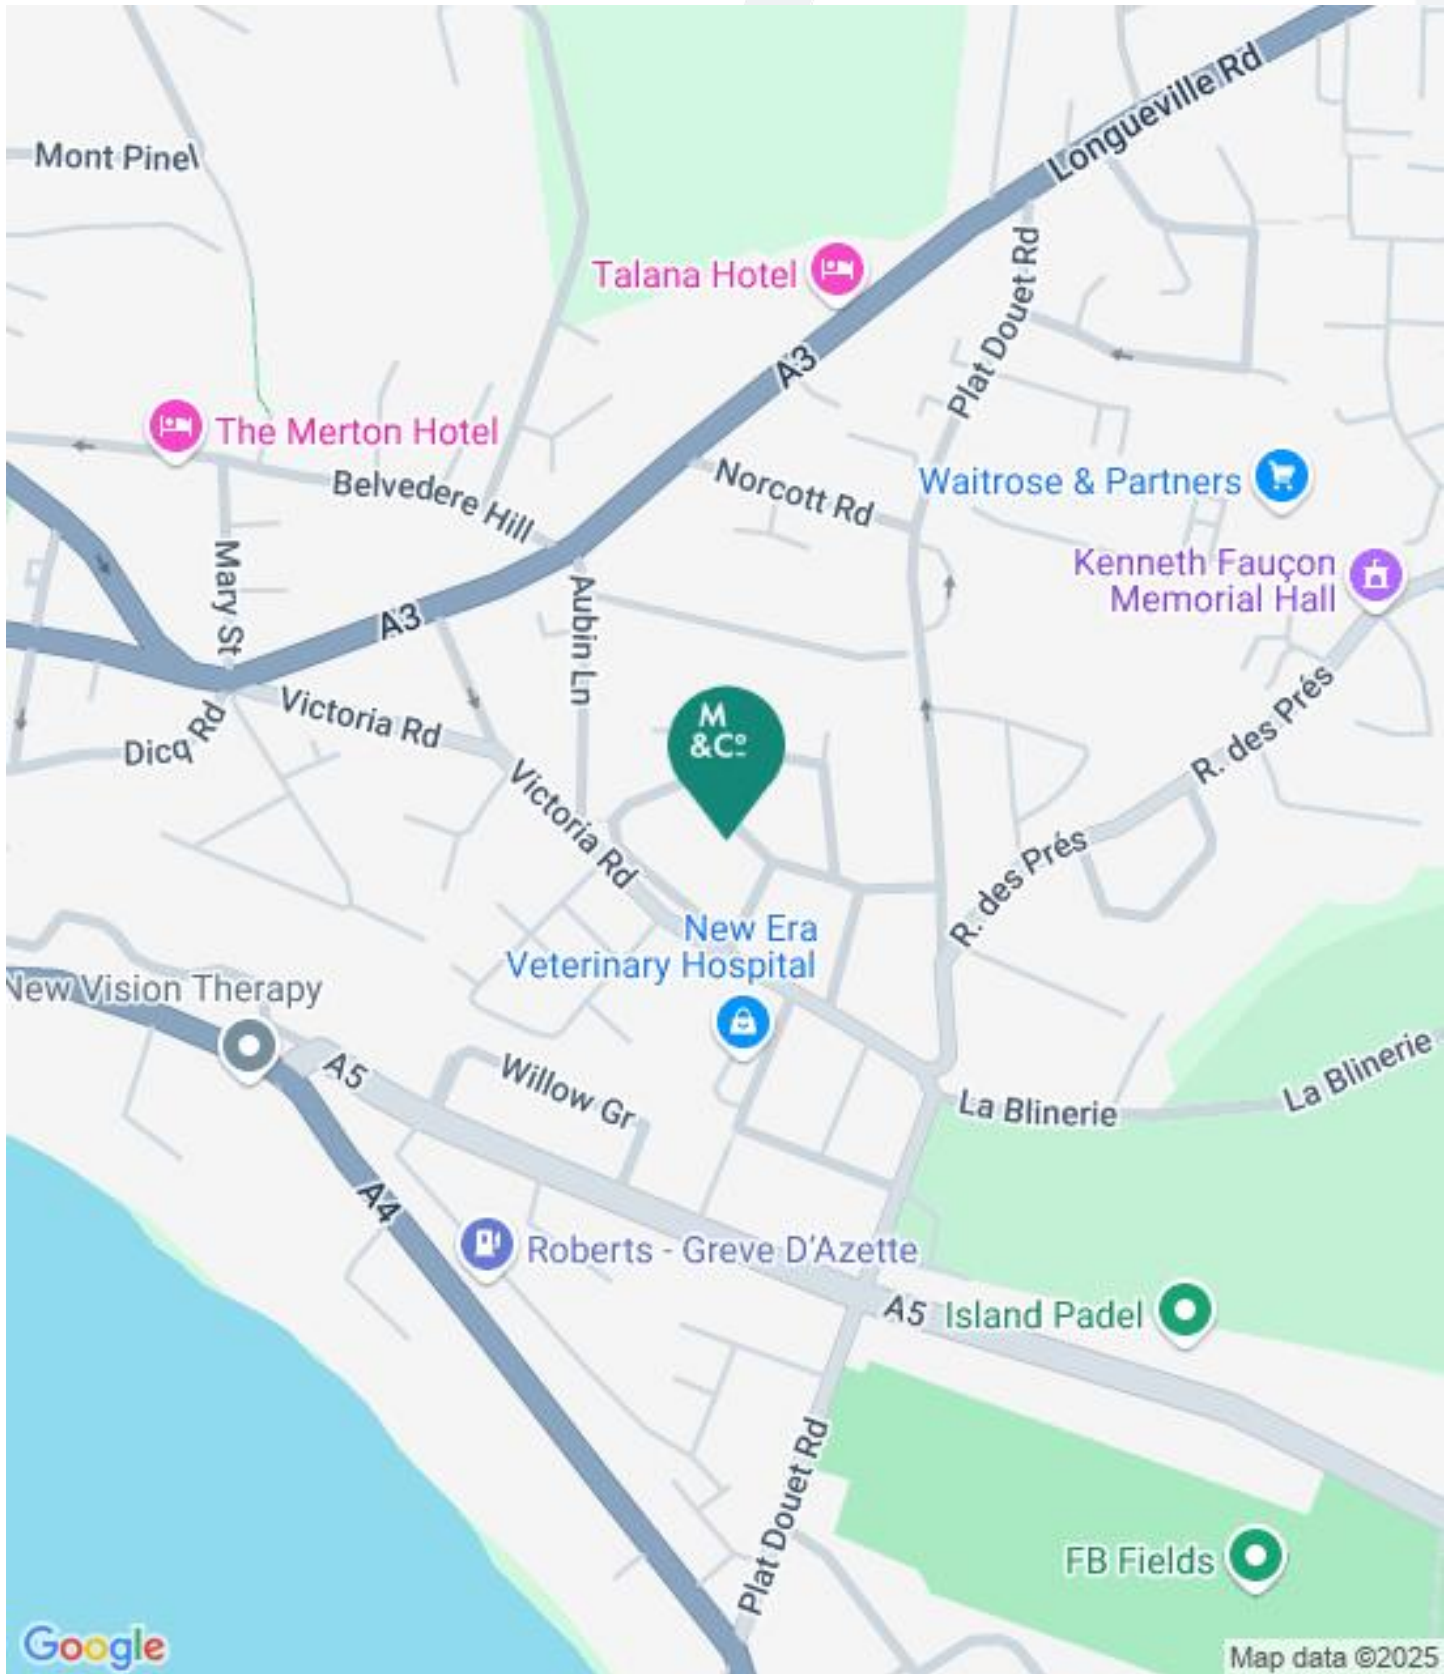 Longueville Rd
Mont Pinel
Talana Hotel
Plat Douet Rd
A3
The Merton Hotel
Belvedere Hill
Norcott Rd
Waitrose & Partners
Mary St
Aubin Ln
A3
Kenneth Fauçon
Memorial Hall
Victoria Rd
Dicq Rd
M
&Cº
R. des Prés
Victoria Rd
R. des Prés
New Era
Veterinary Hospital
New Vision Therapy
A5
Willow Gr
La Blinerie
La Blinerie
A4
Roberts - Greve D'Azette
A5
Island Padel
Plat Douet Rd
FB Fields
Google
Map data ©2025